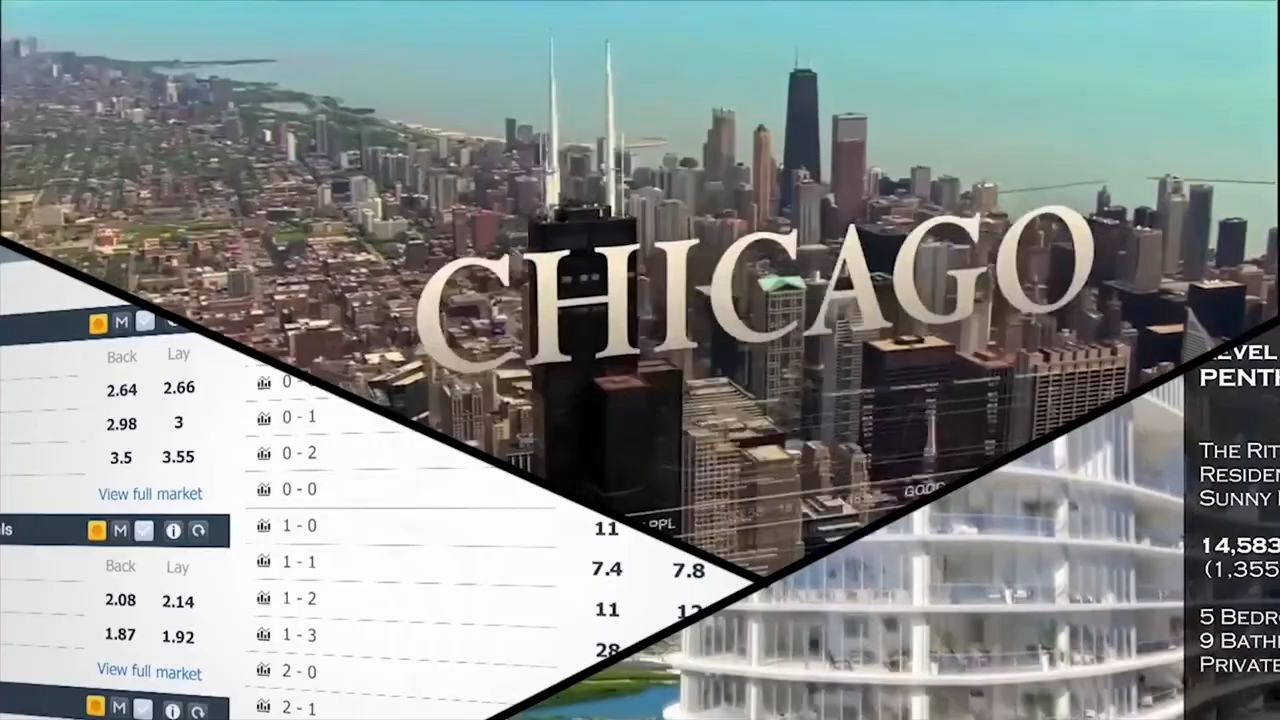 CHICAGO
M
Back Lay
2.64 2.66
2.98 3
3.5 3.55
View full market
M
Back Lay
2.08 2.14
1.87 1.92
View full market
M
0 - 1
0 - 2
0 - 0
1 - 0 11
1 - 1 7.4 7.8
1 - 2 11
1 - 3 28
2 - 0
2 - 1
PENTH
THE RIT
RESIDEN
SUNNY
14,583
(1,355
5 BEDR
9 BATH
PRIVATE